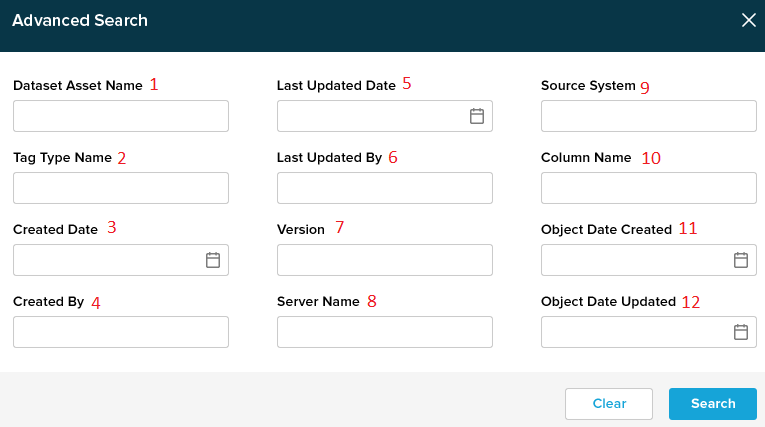 Advanced Search
Dataset Asset Name 1
Last Updated Date 5
Source System 9
Tag Type Name 2
Last Updated By 6
Column Name 10
Created Date 3
Version 7
Object Date Created 11
Created By 4
Server Name 8
Object Date Updated 12
Clear
Search